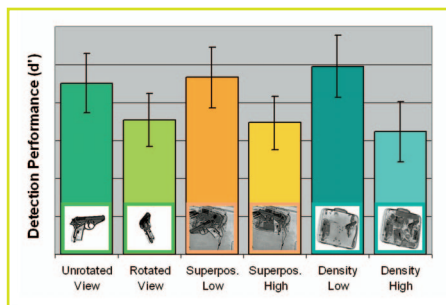 Detection Performance (d')
Unrotated Rotated Superpos. Superpos. Density Density
View View Low High Low High